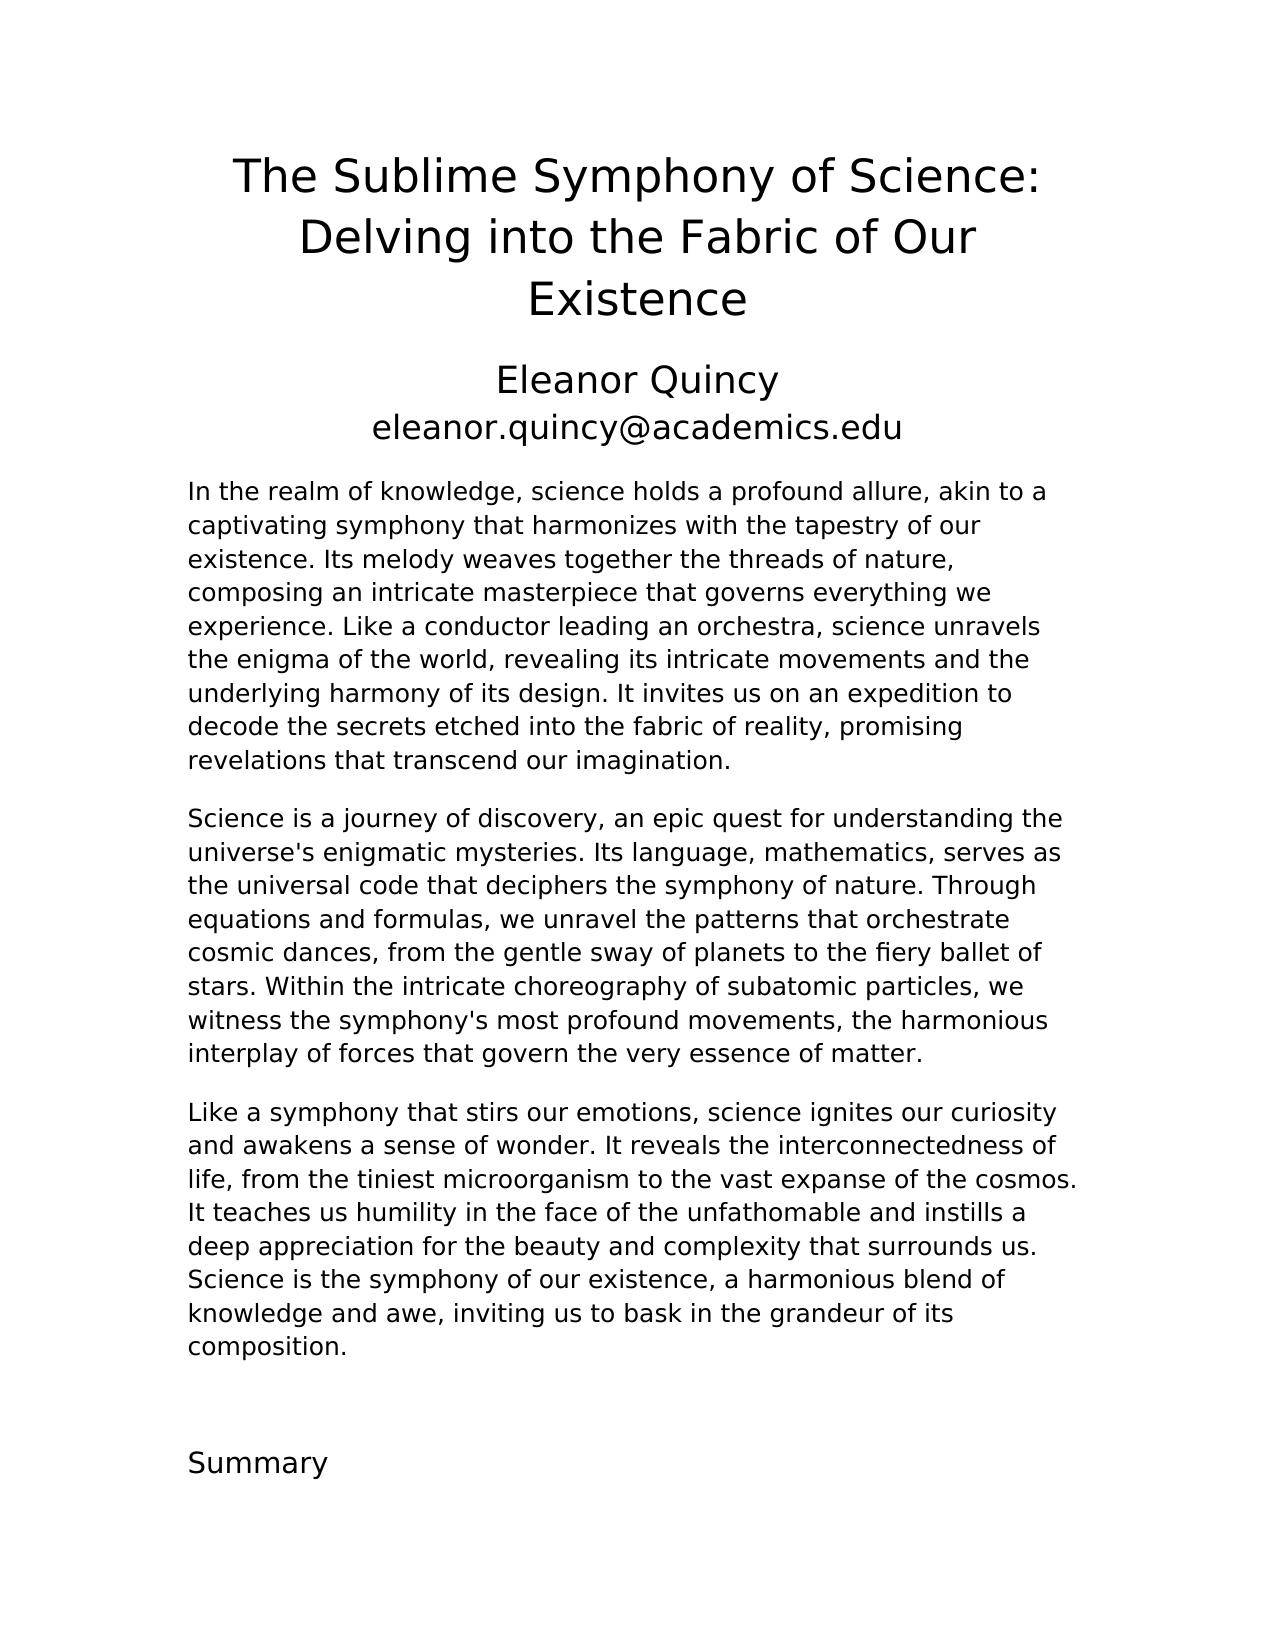 The Sublime Symphony of Science:
Delving into the Fabric of Our
Existence
Eleanor Quincy
eleanor.quincy@academics.edu
In the realm of knowledge, science holds a profound allure, akin to a
captivating symphony that harmonizes with the tapestry of our
existence. Its melody weaves together the threads of nature,
composing an intricate masterpiece that governs everything we
experience. Like a conductor leading an orchestra, science unravels
the enigma of the world, revealing its intricate movements and the
underlying harmony of its design. It invites us on an expedition to
decode the secrets etched into the fabric of reality, promising
revelations that transcend our imagination.
Science is a journey of discovery, an epic quest for understanding the
universe's enigmatic mysteries. Its language, mathematics, serves as
the universal code that deciphers the symphony of nature. Through
equations and formulas, we unravel the patterns that orchestrate
cosmic dances, from the gentle sway of planets to the fiery ballet of
stars. Within the intricate choreography of subatomic particles, we
witness the symphony's most profound movements, the harmonious
interplay of forces that govern the very essence of matter.
Like a symphony that stirs our emotions, science ignites our curiosity
and awakens a sense of wonder. It reveals the interconnectedness of
life, from the tiniest microorganism to the vast expanse of the cosmos.
It teaches us humility in the face of the unfathomable and instills a
deep appreciation for the beauty and complexity that surrounds us.
Science is the symphony of our existence, a harmonious blend of
knowledge and awe, inviting us to bask in the grandeur of its
composition.
Summary